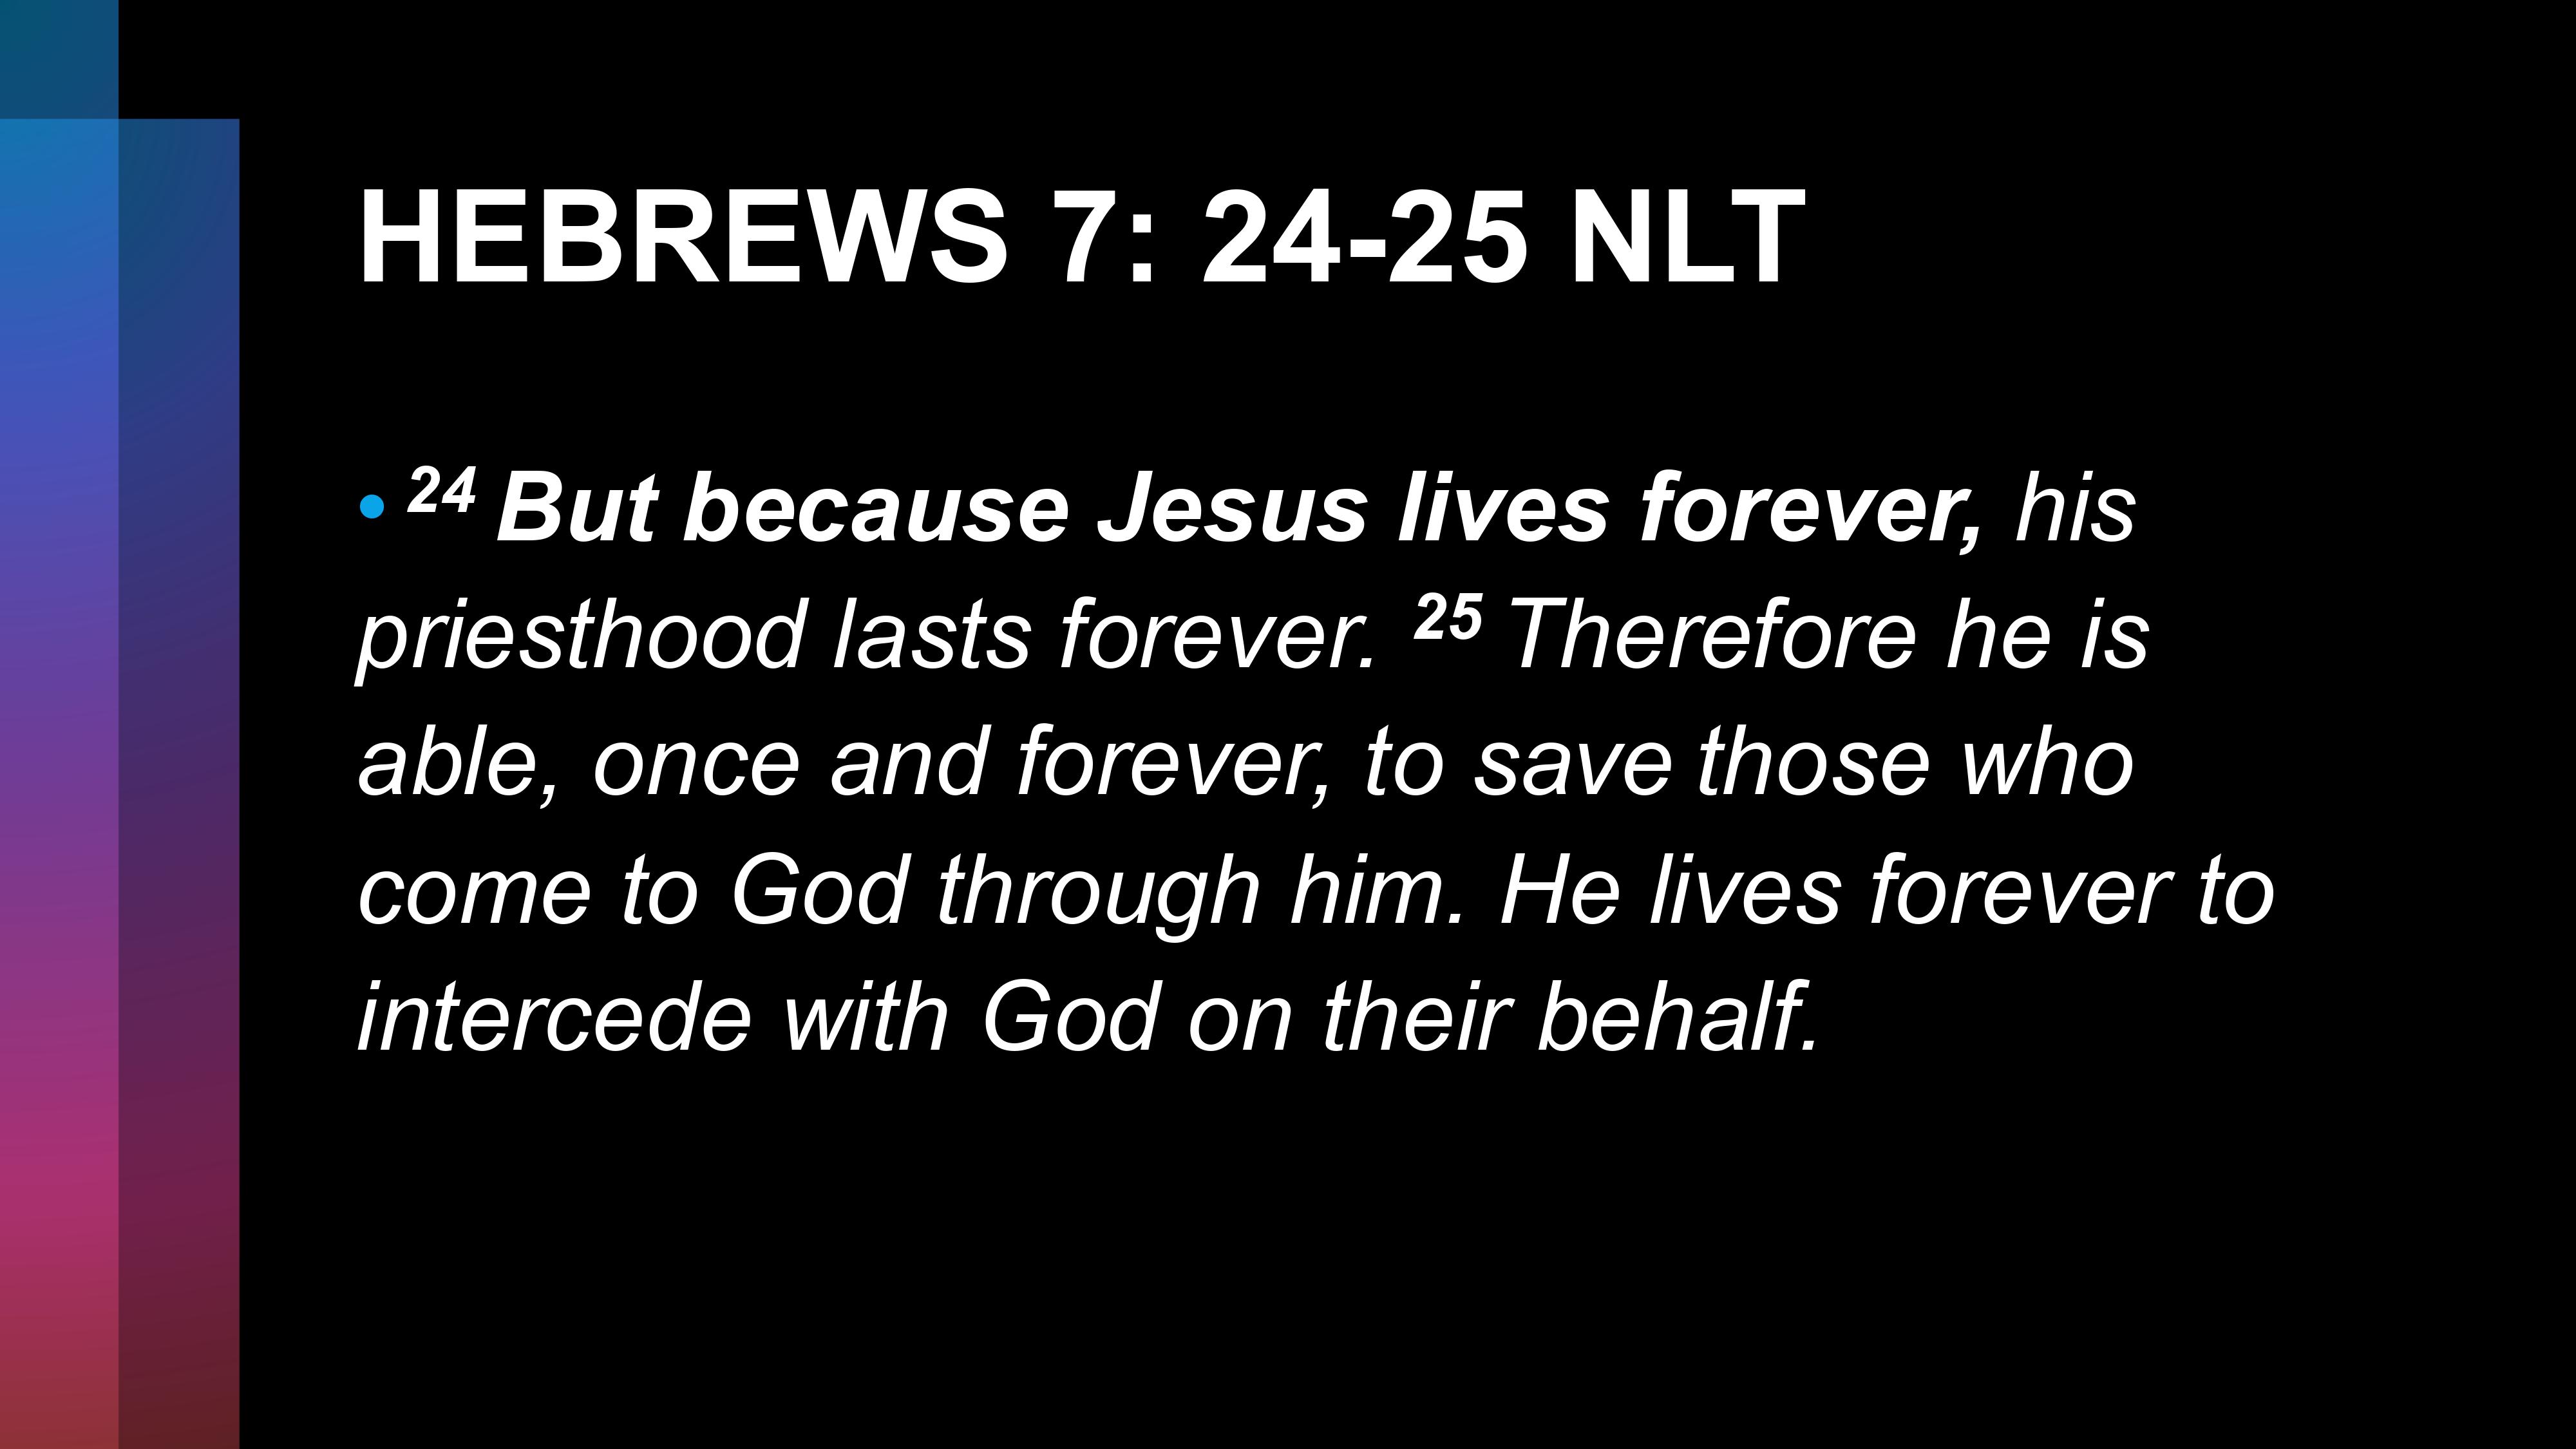 HEBREWS 7: 24-25 NLT
• 24 But because Jesus lives forever, his
priesthood lasts forever. 25 Therefore he is
able, once and forever, to save those who
come to God through him. He lives forever to
intercede with God on their behalf.